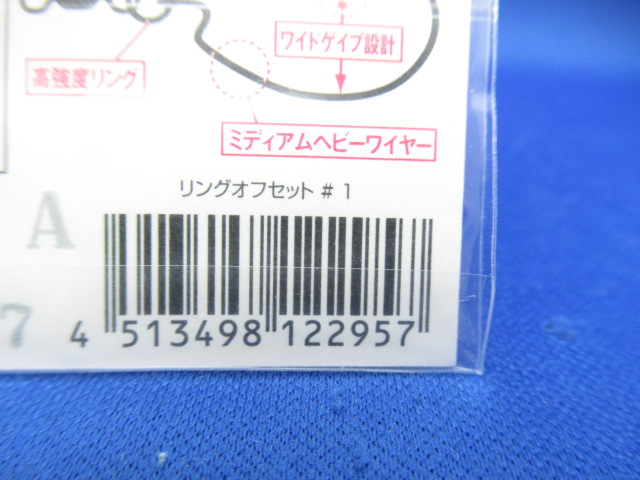 ワイドゲイプ設計
高強度リング
ミディアムヘビーワイヤー
リングオフセット # 1
A
7
4 513498 122957